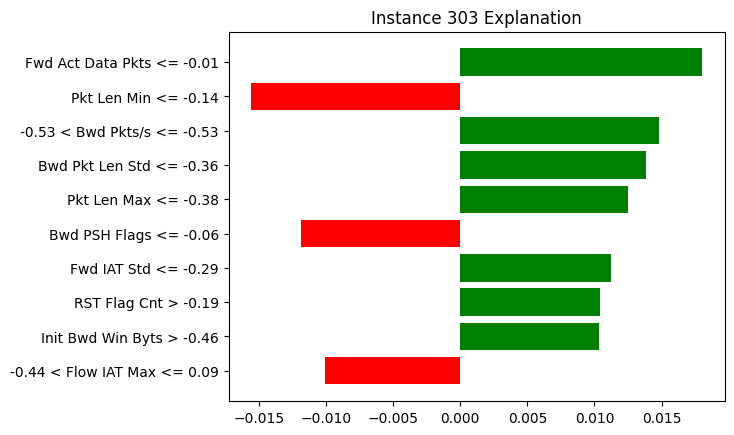 Instance 303 Explanation
Fwd Act Data Pkts <= -0.01
Pkt Len Min <= -0.14
-0.53 < Bwd Pkts/s <= -0.53
Bwd Pkt Len Std <= -0.36
Pkt Len Max <= -0.38
Bwd PSH Flags <= -0.06
Fwd IAT Std <= -0.29
RST Flag Cnt > -0.19
Init Bwd Win Byts > -0.46
-0.44 < Flow IAT Max <= 0.09
−0.015 −0.010 −0.005 0.000 0.005 0.010 0.015